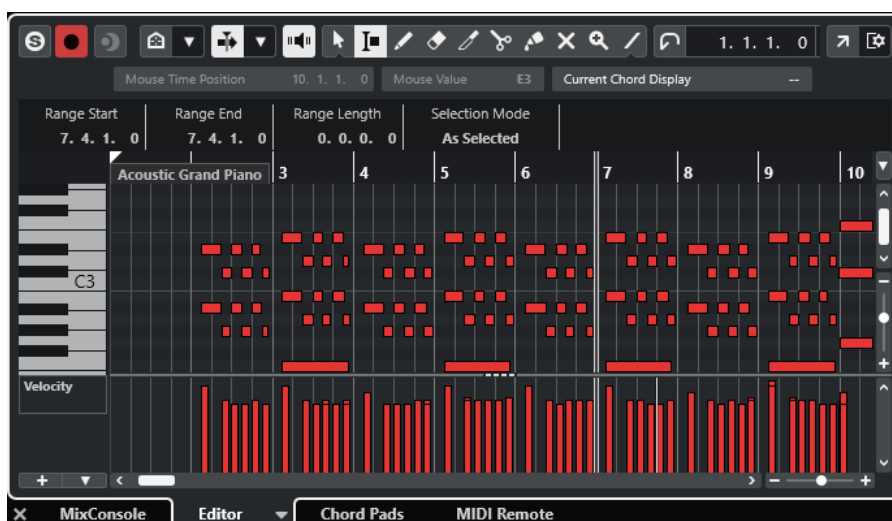 S
1. 1. 1. 0
Mouse Time Position 10. 1. 1. 0 Mouse Value E3 Current Chord Display --
Range Start Range End Range Length Selection Mode
7. 4. 1. 0 7. 4. 1. 0 0. 0. 0. 0 As Selected
Acoustic Grand Piano 3 4 5 6 7 8 9 10
C3
Velocity
MixConsole Editor Chord Pads MIDI Remote